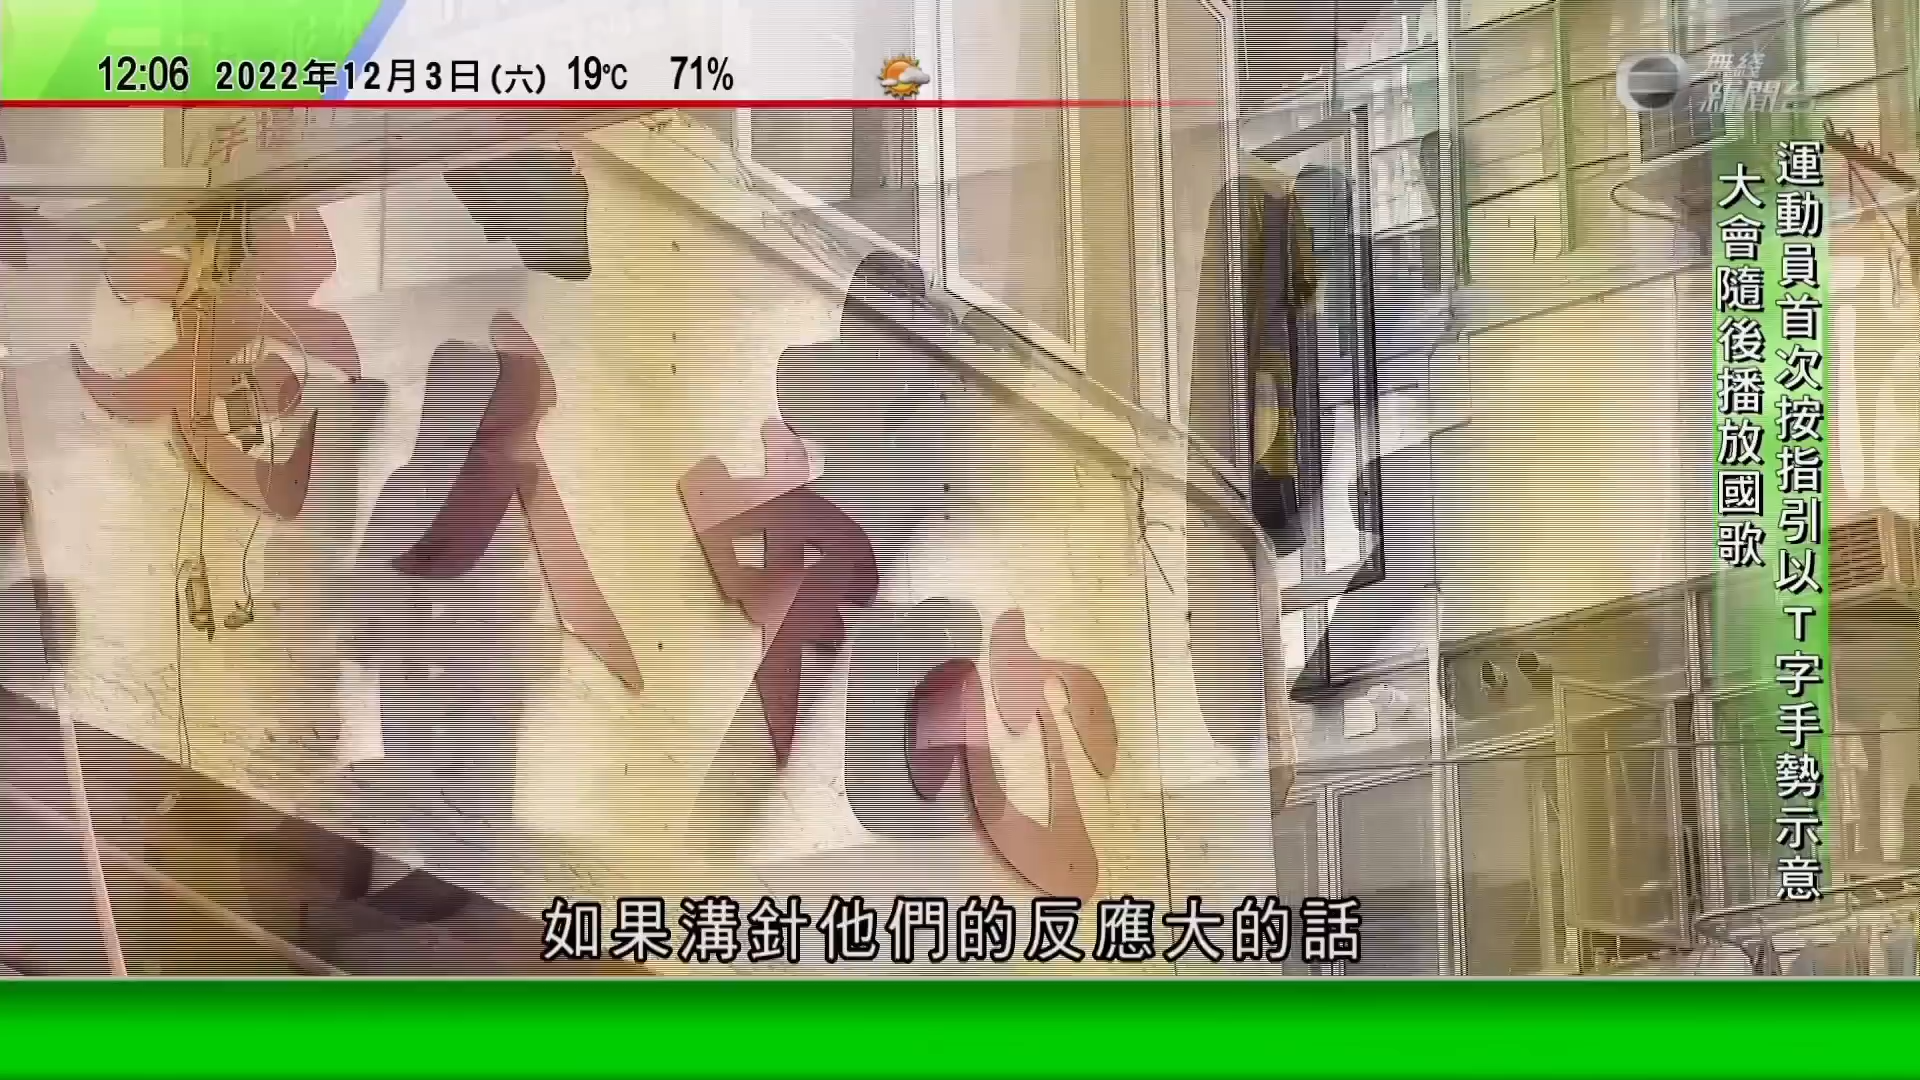 12:06 2022年12月3日(六) 19℃ 71%
無綫
新聞台
運動員首次按指引以T字手勢示意
大會隨後播放國歌
如果溝針他們的反應大的話